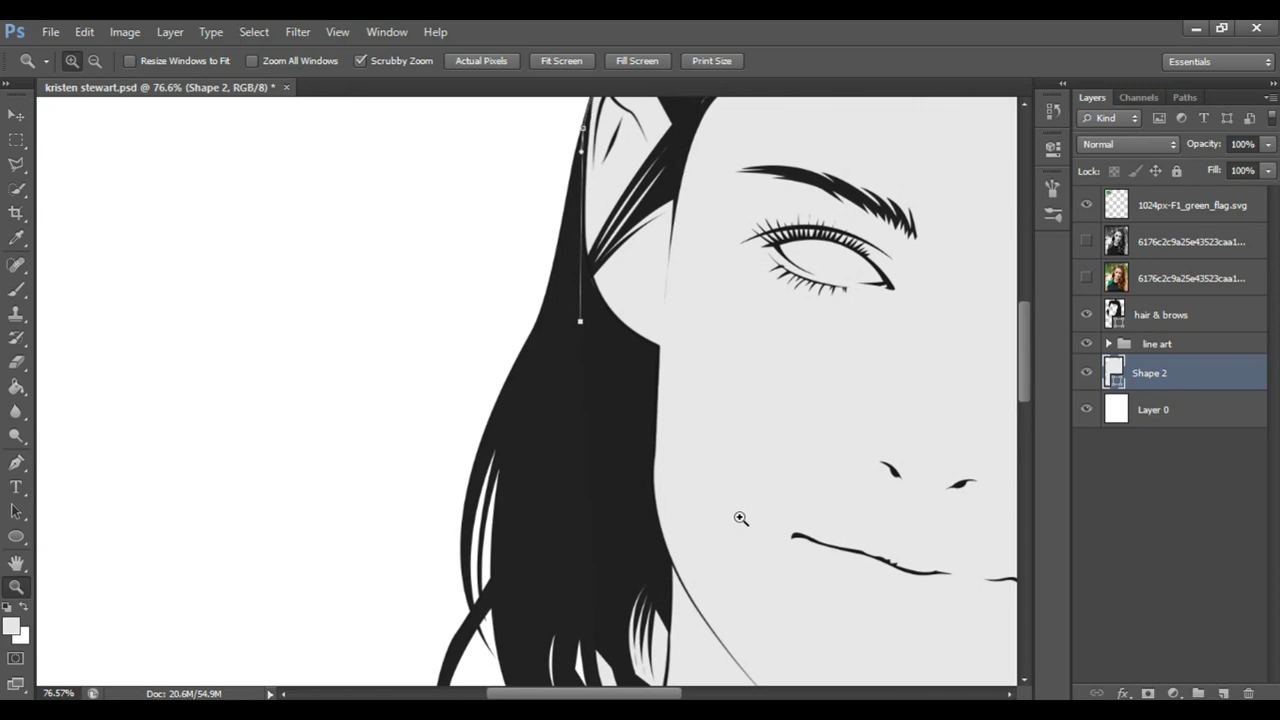 Ps File Edit Image Layer Type Select Filter View Window Help
Resize Windows to Fit Zoom All Windows Scrubby Zoom Actual Pixels Fit Screen Fill Screen Print Size Essentials
kristen stewart.psd @ 76.6% (Shape 2, RGB/8) * ×
Layers Channels Paths
Kind
Normal Opacity: 100%
Lock: Fill: 100%
1024px-F1_green_flag.svg
6176c2c9a25e43523caa1...
6176c2c9a25e43523caa1...
hair & brows
line art
Shape 2
Layer 0
76.57% Doc: 20.6M/54.9M